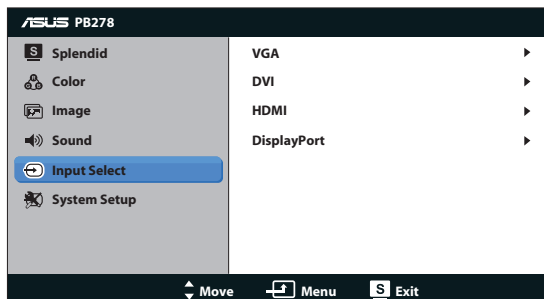 ASUS PB278
S Splendid
Color
Image
Sound
Input Select
System Setup
VGA
DVI
HDMI
DisplayPort
Move Menu S Exit